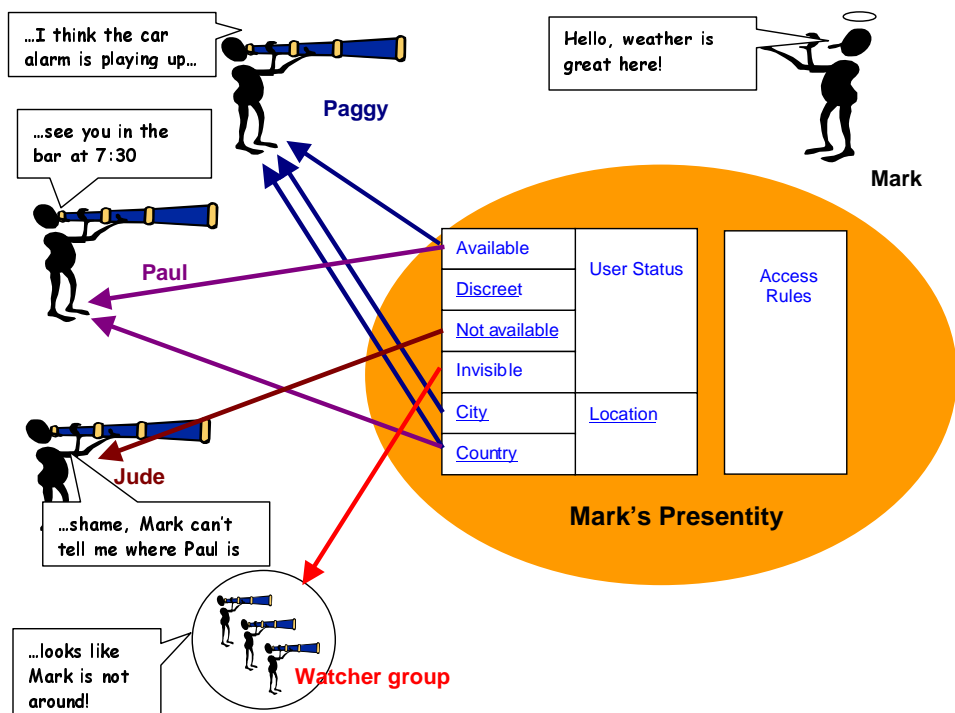 …I think the car
alarm is playing up…
Hello, weather is
great here!
Paggy
…see you in the
bar at 7:30
Mark
Paul
Available
User Status
Access
Rules
Discreet
Not available
Invisible
City
Location
Country
Jude
Mark's Presentity
…shame, Mark can't
tell me where Paul is
…looks like
Mark is not
around!
Watcher group